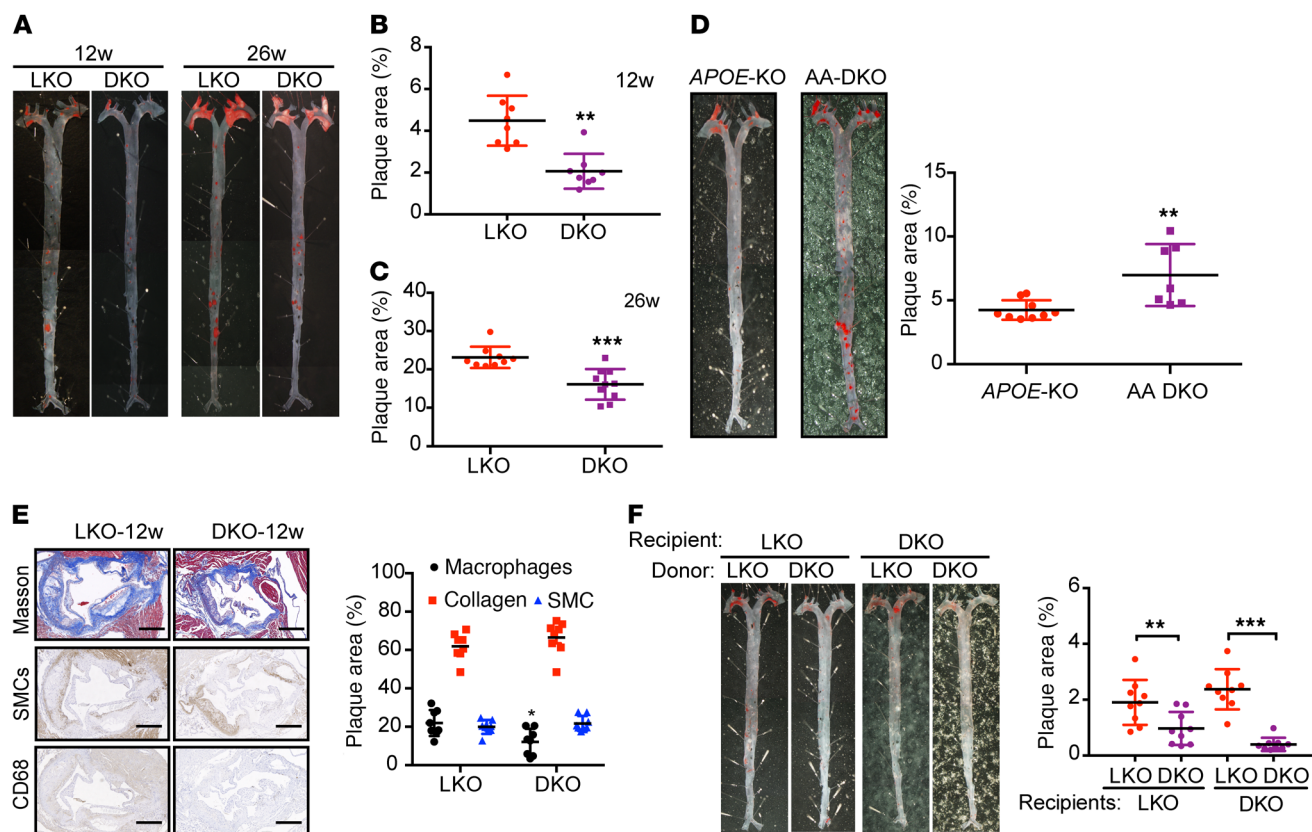 A
12w 26w
LKO DKO LKO DKO
B
Plaque area (%)
8
6
4
2
0
12w
**
LKO DKO
C
Plaque area (%)
40
30
20
10
0
26w
***
LKO DKO
D
APOE-KO AA-DKO
Plaque area (%)
15
10
5
0
**
APOE-KO AA DKO
E
LKO-12w DKO-12w
Masson
SMCs
CD68
Plaque area (%)
100
80
60
40
20
0
Macrophages
Collagen SMC
*
LKO DKO
F
Recipient: LKO DKO
Donor: LKO DKO LKO DKO
Plaque area (%)
6
4
2
0
** ***
LKO DKO LKO DKO
Recipients: LKO DKO